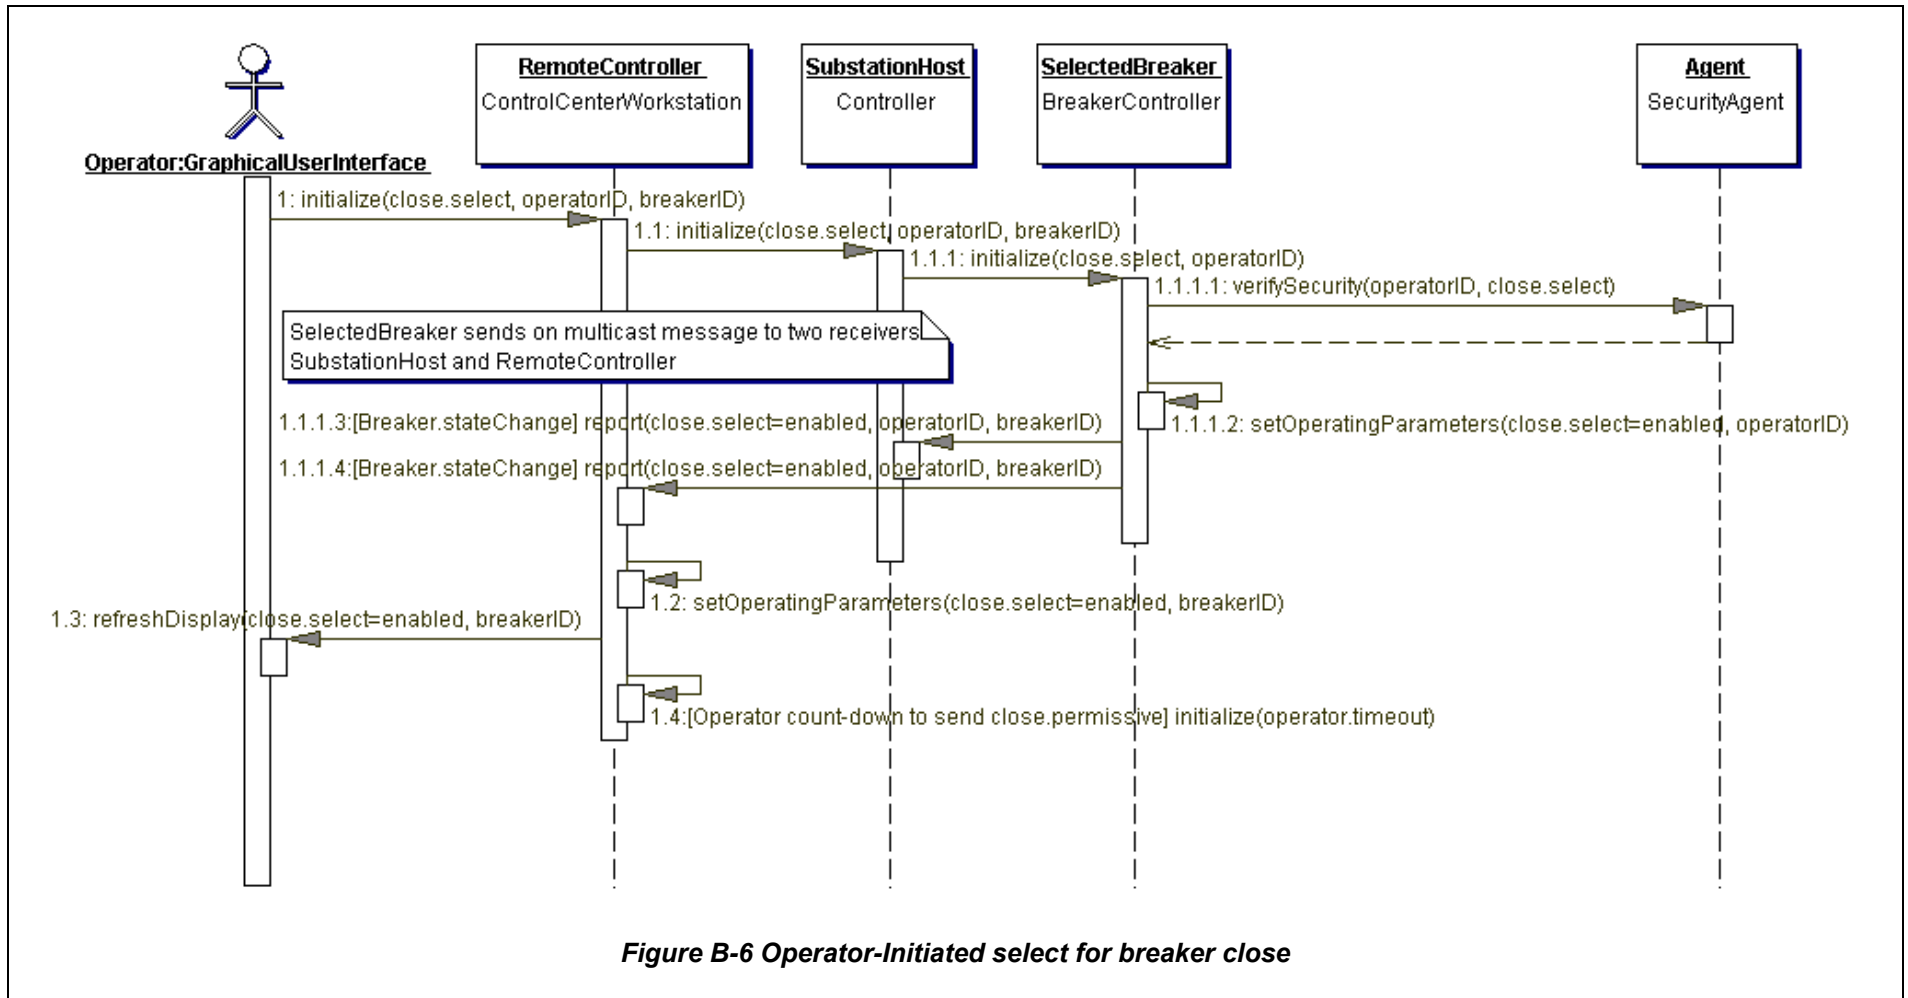 RemoteController
ControlCenterWorkstation
SubstationHost
Controller
SelectedBreaker
BreakerController
Agent
SecurityAgent
Operator:GraphicalUserInterface
1: initialize(close.select, operatorID, breakerID)
1.1: initialize(close.select, operatorID, breakerID)
1.1.1: initialize(close.select, operatorID)
1.1.1.1: verifySecurity(operatorID, close.select)
SelectedBreaker sends on multicast message to two receivers
SubstationHost and RemoteController
1.1.1.3:[Breaker.stateChange] report(close.select=enabled, operatorID, breakerID)
1.1.1.2: setOperatingParameters(close.select=enabled, operatorID)
1.1.1.4:[Breaker.stateChange] report(close.select=enabled, operatorID, breakerID)
1.2: setOperatingParameters(close.select=enabled, breakerID)
1.3: refreshDisplay(close.select=enabled, breakerID)
1.4:[Operator count-down to send close.permissive] initialize(operator.timeout)
Figure B-6 Operator-Initiated select for breaker close